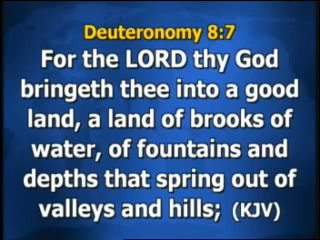 Deuteronomy 8:7
For the LORD thy God
bringeth thee into a good
land, a land of brooks of
water, of fountains and
depths that spring out of
valleys and hills; (KJV)